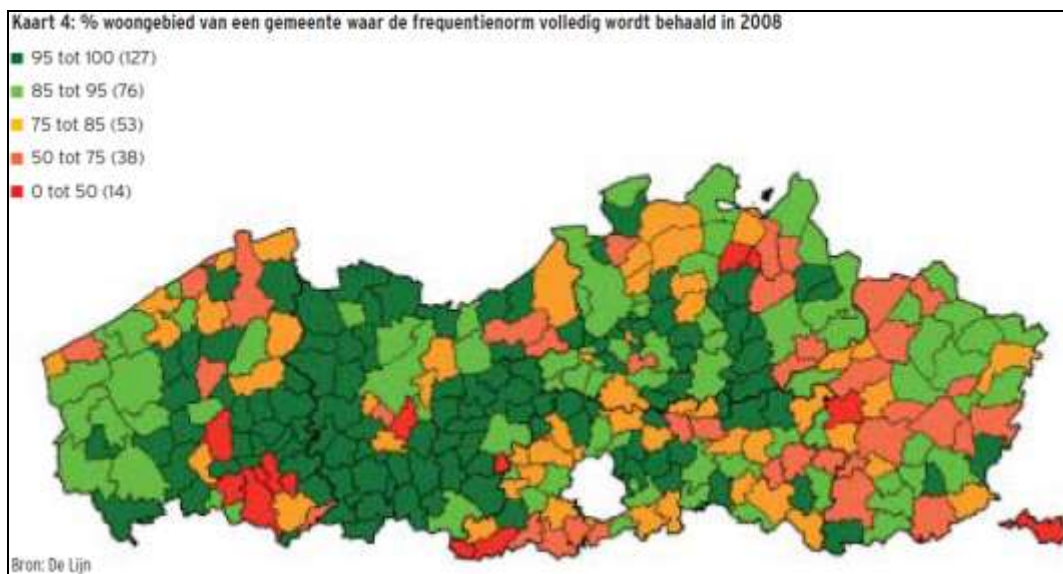 Kaart 4: % woongebied van een gemeente waar de frequentienorm volledig wordt behaald in 2008
95 tot 100 (127)
85 tot 95 (76)
75 tot 85 (53)
50 tot 75 (38)
0 tot 50 (14)
Bron: De Lijn